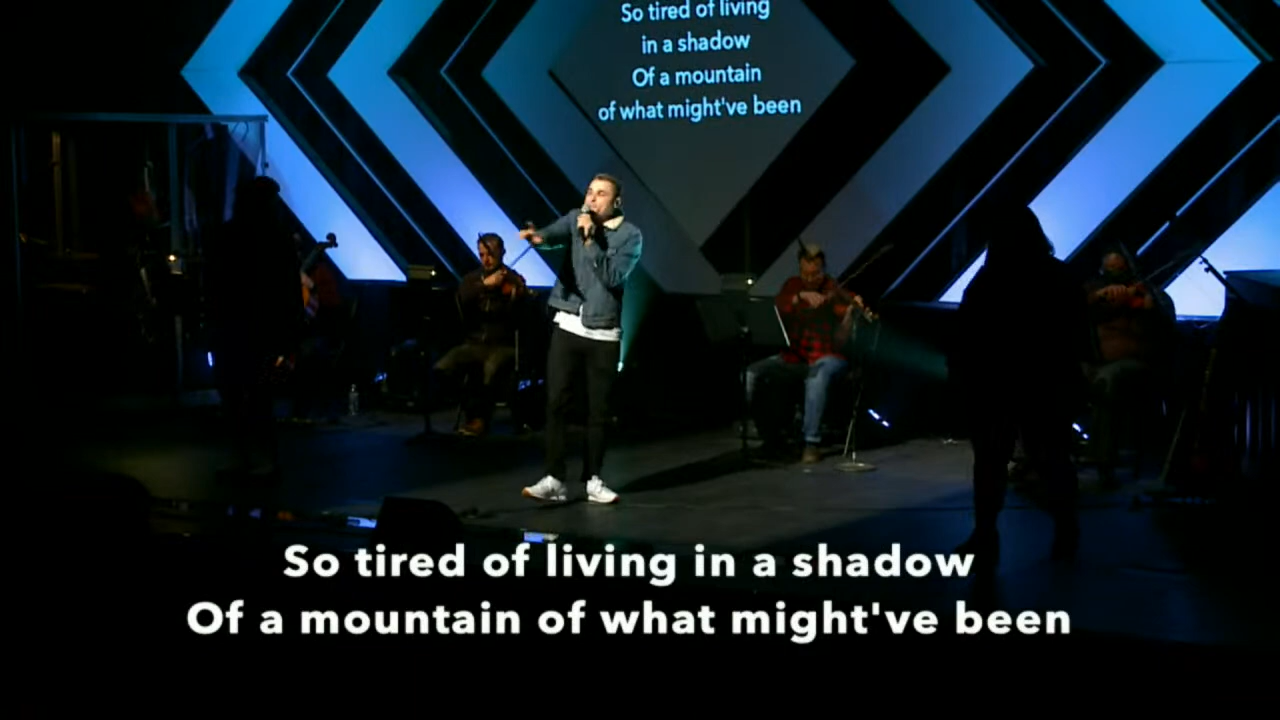 So tired of living
in a shadow
Of a mountain
of what might've been
So tired of living in a shadow
Of a mountain of what might've been